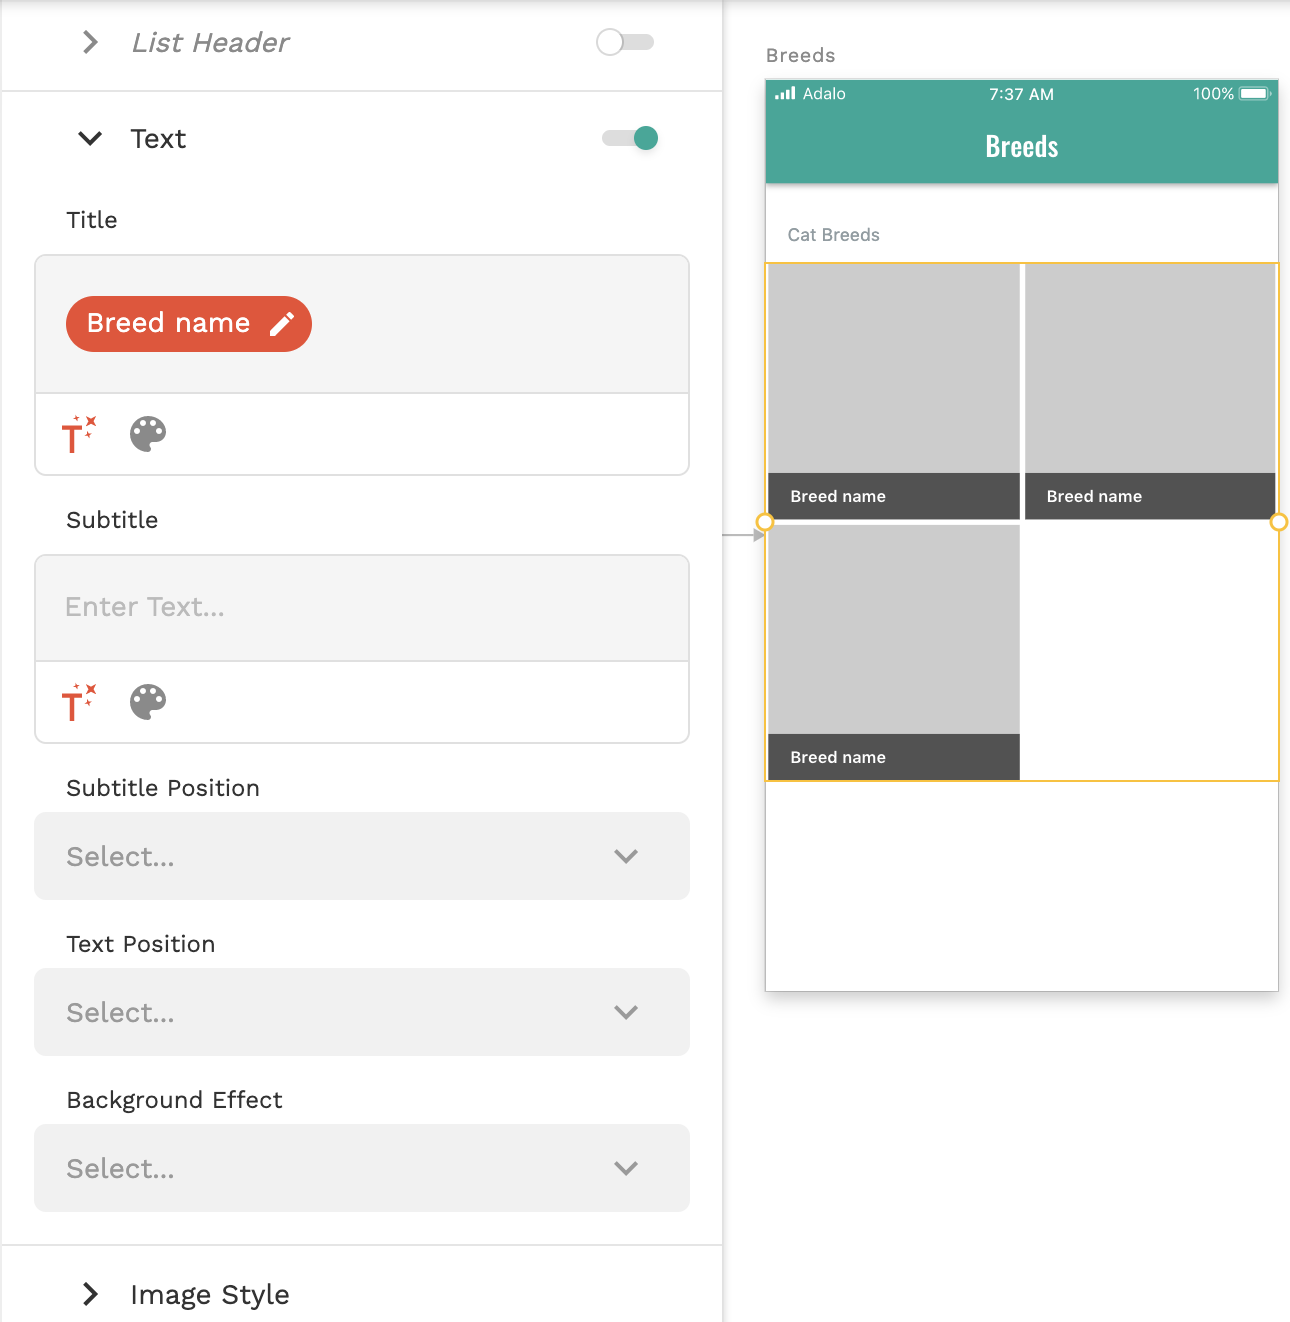 List Header
Text
Title
Breed name
Subtitle
Enter Text...
Subtitle Position
Select...
Text Position
Select...
Background Effect
Select...
Image Style
Breeds
Adalo 7:37 AM 100%
Breeds
Cat Breeds
Breed name Breed name
Breed name